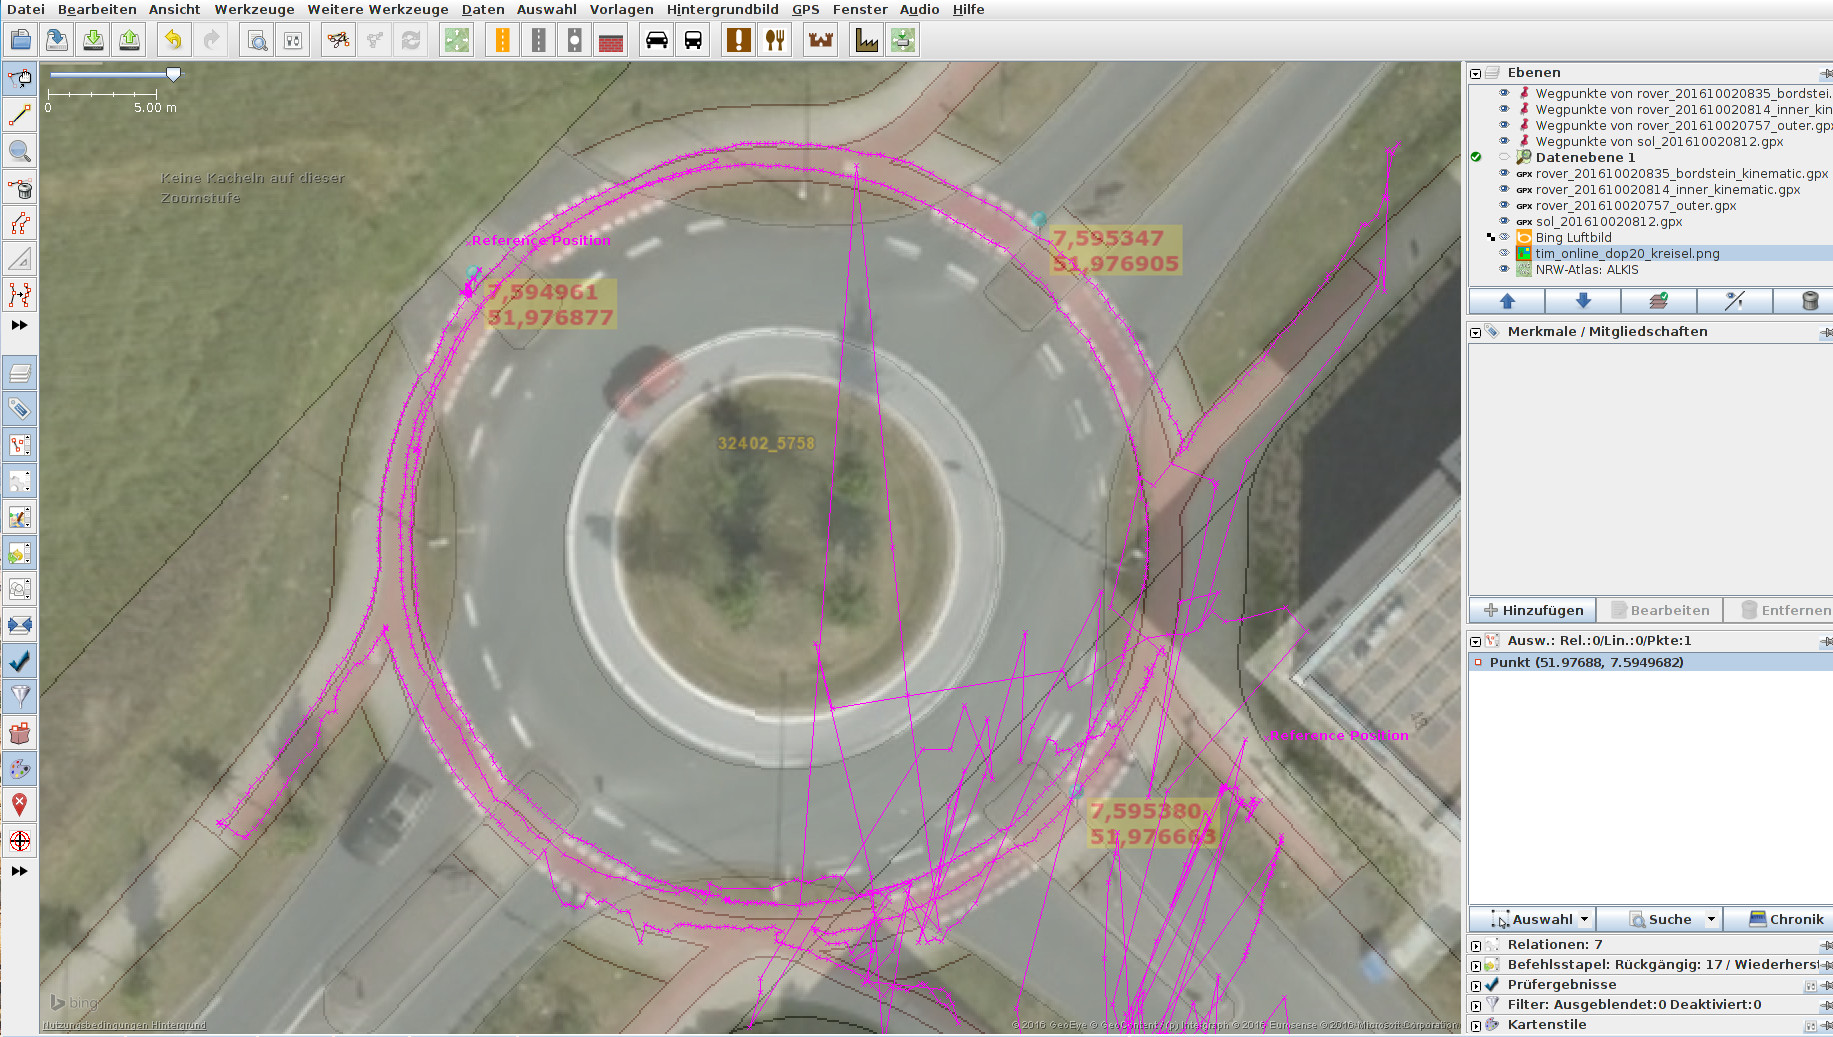 Datei Bearbeiten Ansicht Werkzeuge Weitere Werkzeuge Daten Auswahl Vorlagen Hintergrundbild GPS Fenster Audio Hilfe
0 5.00 m
Keine Kacheln auf dieser
Zoomstufe
Reference Position
7,594961
51,976877
7,595347
51,976905
32402_5758
Reference Position
7,595380
51,976663
bing
Nutzungsbedingungen Hintergrund
© 2016 GeoEye © GeoContent / (p) Intergraph © 2016 Eurosense © 2016 Microsoft Corporation
Ebenen
Wegpunkte von rover_201610020835_bordstei.
Wegpunkte von rover_201610020814_inner_kin
Wegpunkte von rover_201610020757_outer.gpx
Wegpunkte von sol_201610020812.gpx
Datenebene 1
GPX rover_201610020835_bordstein_kinematic.gpx
GPX rover_201610020814_inner_kinematic.gpx
GPX rover_201610020757_outer.gpx
GPX sol_201610020812.gpx
Bing Luftbild
tim_online_dop20_kreisel.png
NRW-Atlas: ALKIS
Merkmale / Mitgliedschaften
Hinzufügen Bearbeiten Entfernen
Ausw.: Rel.:0/Lin.:0/Pkte:1
Punkt (51.97688, 7.5949682)
Auswahl Suche Chronik
Relationen: 7
Befehlsstapel: Rückgängig: 17 / Wiederherst
Prüfergebnisse
Filter: Ausgeblendet:0 Deaktiviert:0
Kartenstile